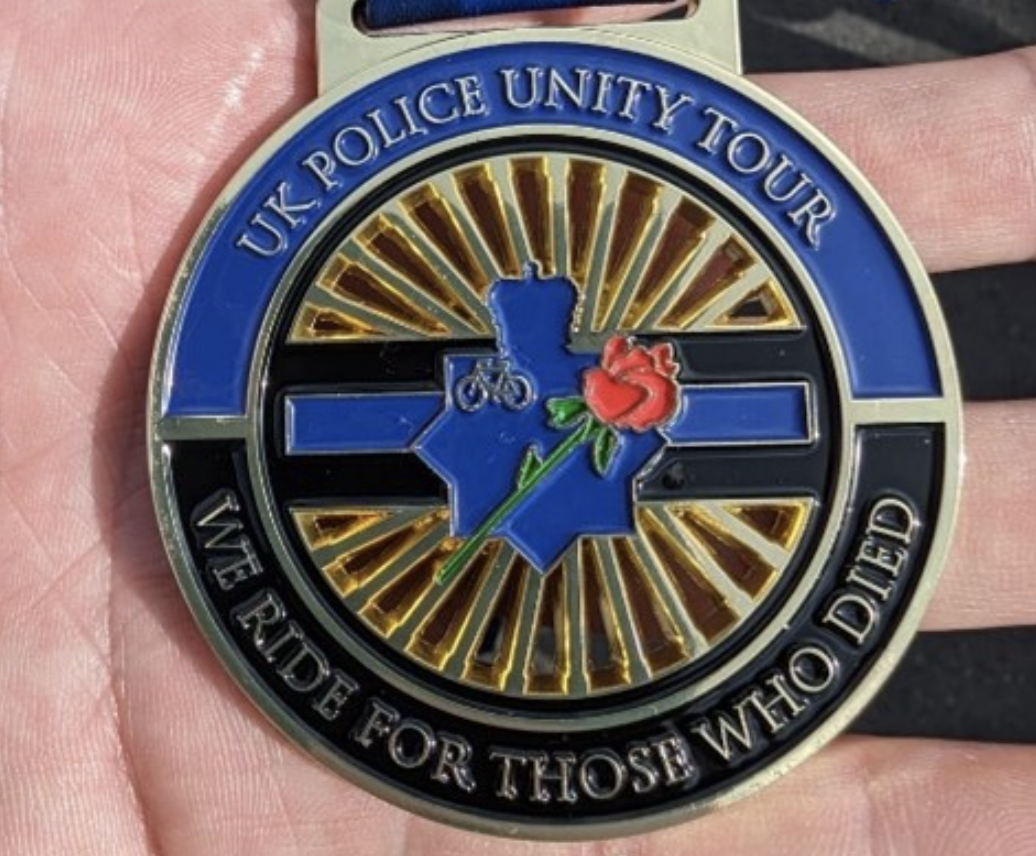 UK POLICE UNITY TOUR
WE RIDE FOR THOSE WHO DIED